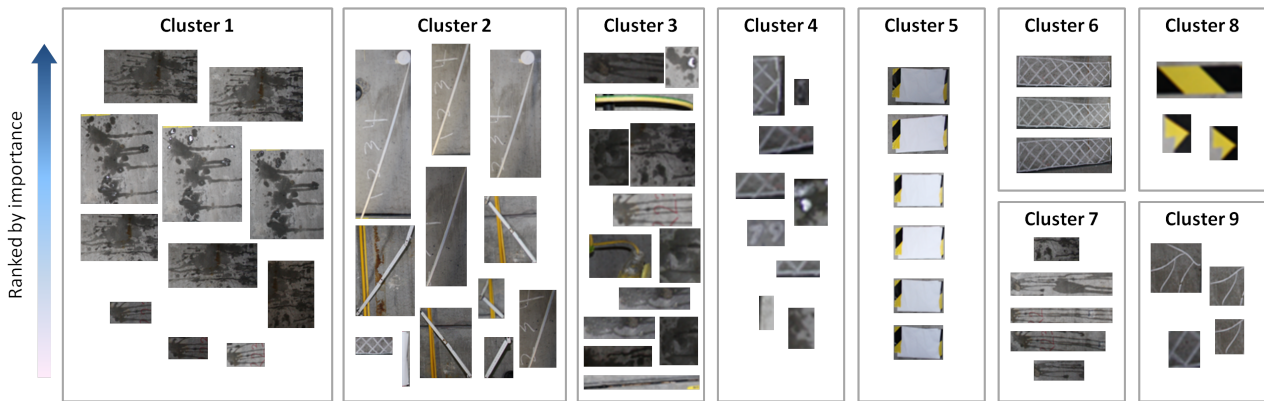 Cluster 1
Cluster 2
Cluster 3
Cluster 4
Cluster 5
Cluster 6
Cluster 8
Ranked by importance
Cluster 7
Cluster 9